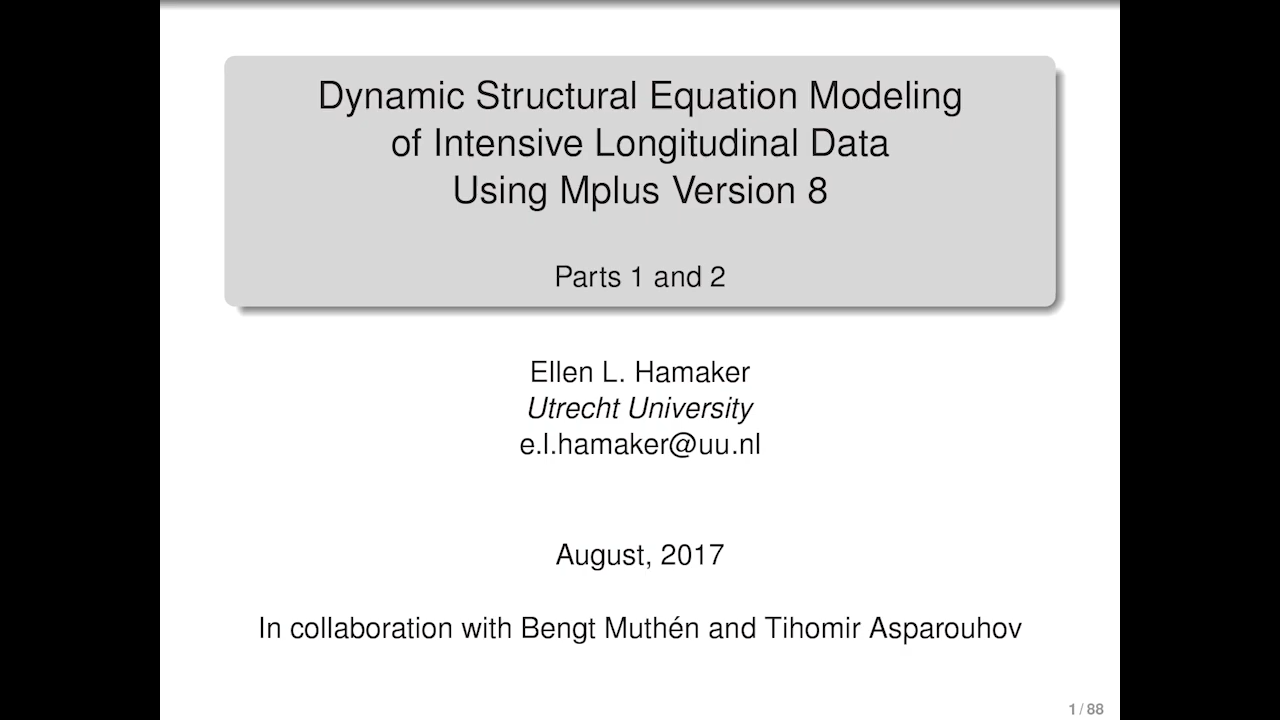 Dynamic Structural Equation Modeling
of Intensive Longitudinal Data
Using Mplus Version 8
Parts 1 and 2
Ellen L. Hamaker
Utrecht University
e.l.hamaker@uu.nl
August, 2017
In collaboration with Bengt Muthén and Tihomir Asparouhov
1 / 88